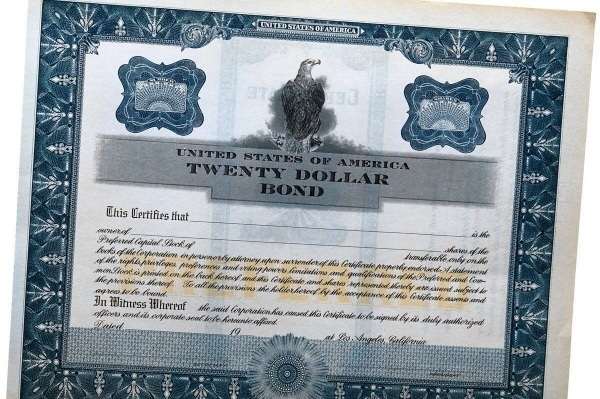 UNITED STATES OF AMERICA
UNITED STATES OF AMERICA
TWENTY DOLLAR
BOND
This Certifies that
is the
owner of
shares of the
Preferred Capital Stock of
transferable only on the
books of the Corporation in person or by attorney upon surrender of this Certificate properly endorsed. A statement
of the rights, privileges, preferences and voting powers, limitations and qualifications of the Preferred and Com-
mon Stock is printed on the back hereof and this Certificate and shares represented thereby are issued subject to
the provisions thereof. To all provisions the holder hereof by the acceptance of this Certificate assents and
agrees to be bound.
In Witness Whereof the said Corporation has caused this Certificate to be signed by its duly authorized
officers and its corporate seal to be hereunto affixed.
Dated 19 at Los Angeles, California